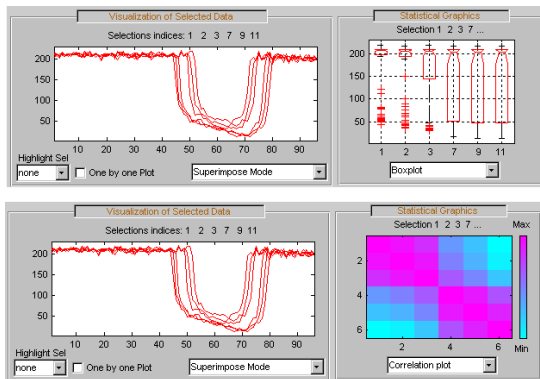 Visualization of Selected Data
Selections indices: 1 2 3 7 9 11
200
150
100
50
10 20 30 40 50 60 70 80 90
Highlight Sel
none
One by one Plot
Superimpose Mode
Statistical Graphics
Selection 1 2 3 7 ...
200
150
100
50
1 2 3 7 9 11
Boxplot
Visualization of Selected Data
Selections indices: 1 2 3 7 9 11
200
150
100
50
10 20 30 40 50 60 70 80 90
Highlight Sel
none
One by one Plot
Superimpose Mode
Statistical Graphics
Selection 1 2 3 7 ...
Max
2
4
6
2 4 6
Min
Correlation plot